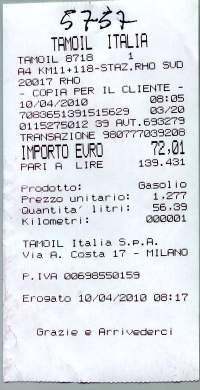 5757
TAMOIL ITALIA
TAMOIL 8718 1
A4 KM11+118-STAZ.RHO SUD
20017 RHO
- COPIA PER IL CLIENTE -
10/04/2010 08:05
7083651391515629 03/20
0115275012 39 AUT.693279
TRANSAZIONE 980777039208
IMPORTO EURO 72,01
PARI A LIRE 139.431
Prodotto: Gasolio
Prezzo unitario: 1,277
Quantita' litri: 56,39
Kilometri: 000001
TAMOIL Italia S.p.A.
Via A. Costa 17 - MILANO
P.IVA 00698550159
Erogato 10/04/2010 08:17
Grazie e Arrivederci